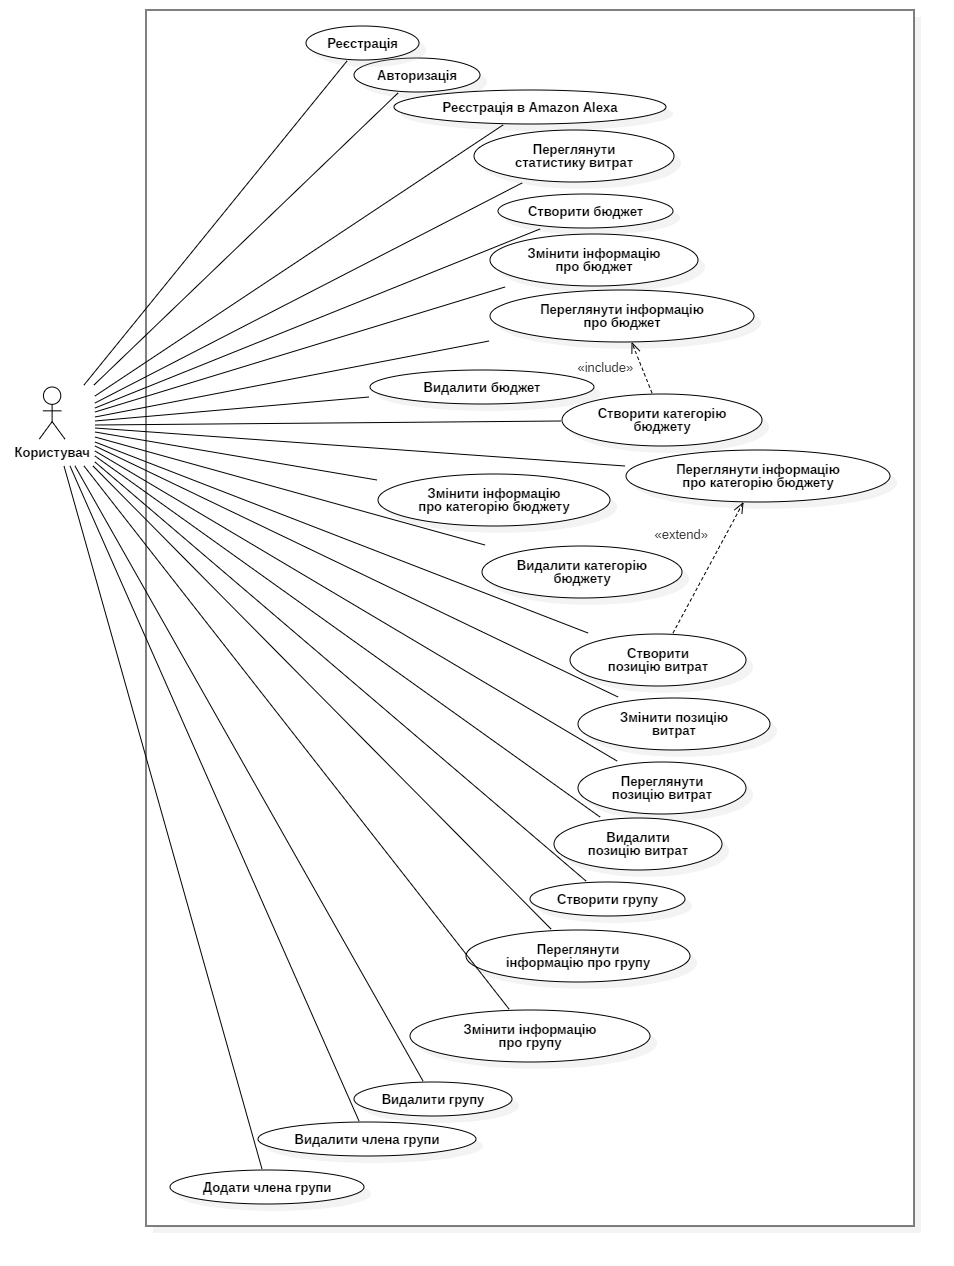 Реєстрація
Авторизація
Реєстрація в Amazon Alexa
Переглянути
статистику витрат
Створити бюджет
Змінити інформацію
про бюджет
Переглянути інформацію
про бюджет
«include»
Видалити бюджет
Створити категорію
бюджету
Користувач
Переглянути інформацію
про категорію бюджету
Змінити інформацію
про категорію бюджету
«extend»
Видалити категорію
бюджету
Створити
позицію витрат
Змінити позицію
витрат
Переглянути
позицію витрат
Видалити
позицію витрат
Створити групу
Переглянути
інформацію про групу
Змінити інформацію
про групу
Видалити групу
Видалити члена групи
Додати члена групи